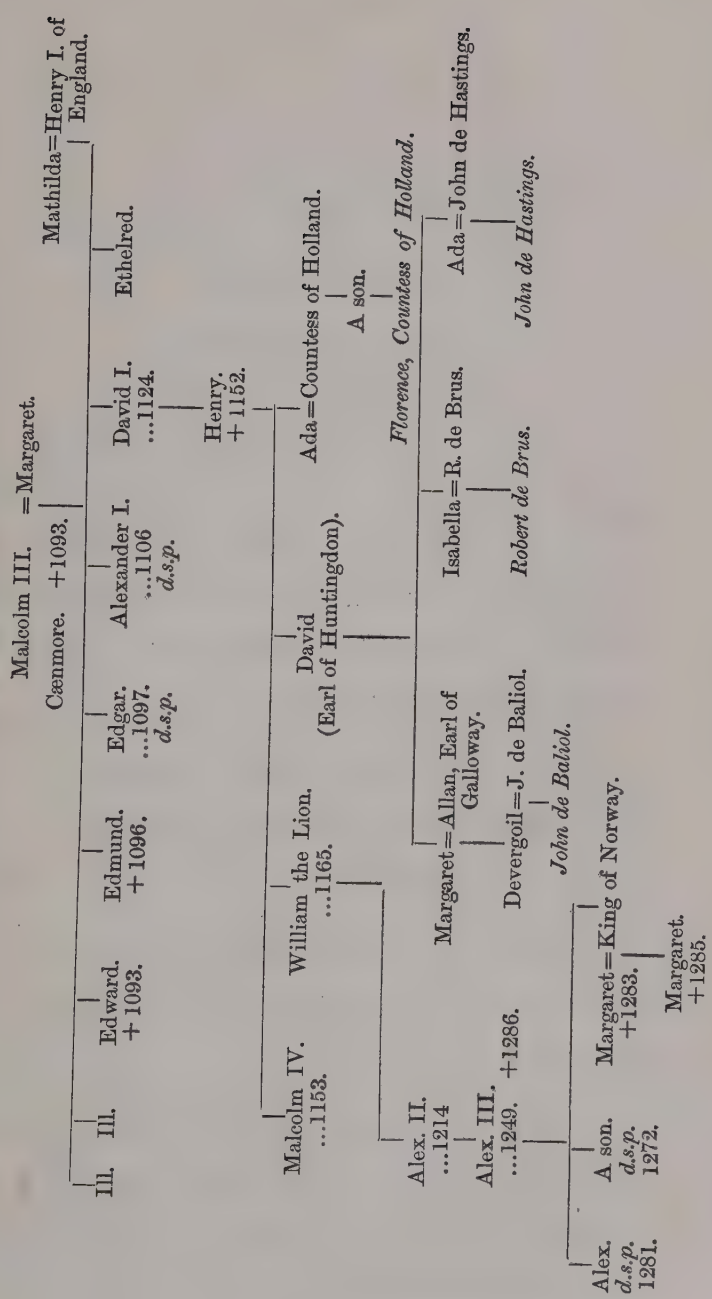 Malcolm III. =Margaret.
Cænmore. +1093.
Ill. Ill. Edward. Edmund. Edgar. Alexander I. David I. Ethelred. Mathilda=Henry I. of
+1093. +1096. ...1097. ...1106 ...1124. England.
d.s.p. d.s.p.
Henry.
+1152.
Malcolm IV. William the Lion. David Ada=Countess of Holland.
...1153. ...1165. (Earl of Huntingdon). A son.
Florence, Countess of Holland.
Margaret=Allan, Earl of Isabella=R. de Brus. Ada=John de Hastings.
Galloway.
Devergoil=J. de Baliol. Robert de Brus. John de Hastings.
John de Baliol.
Alex. II.
...1214
Alex. III. +1286.
...1249.
Alex. A son. Margaret=King of Norway.
d.s.p. d.s.p. +1283.
1281. 1272.
Margaret.
+1285.